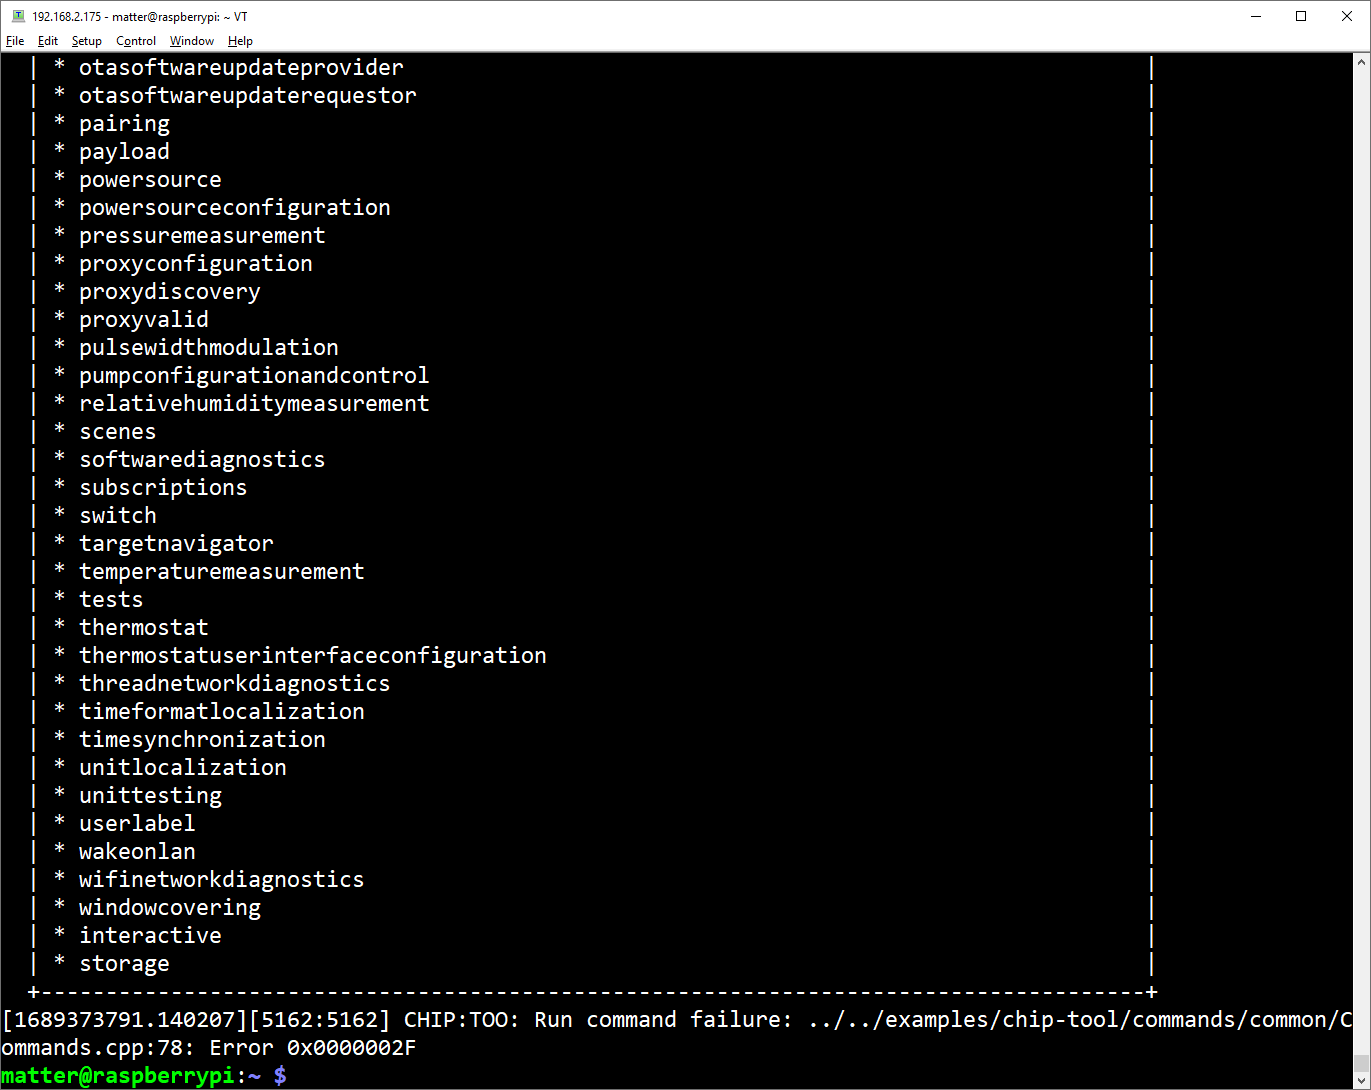 192.168.2.175 - matter@raspberrypi: ~ VT
File Edit Setup Control Window Help
| * otasoftwareupdateprovider |
| * otasoftwareupdaterequestor |
| * pairing |
| * payload |
| * powersource |
| * powersourceconfiguration |
| * pressuremeasurement |
| * proxyconfiguration |
| * proxydiscovery |
| * proxyvalid |
| * pulsewidthmodulation |
| * pumpconfigurationandcontrol |
| * relativehumiditymeasurement |
| * scenes |
| * softwarediagnostics |
| * subscriptions |
| * switch |
| * targetnavigator |
| * temperaturemeasurement |
| * tests |
| * thermostat |
| * thermostatuserinterfaceconfiguration |
| * threadnetworkdiagnostics |
| * timeformatlocalization |
| * timesynchronization |
| * unitlocalization |
| * unittesting |
| * userlabel |
| * wakeonlan |
| * wifinetworkdiagnostics |
| * windowcovering |
| * interactive |
| * storage |
+-------------------------------------------------------------------------------------+
[1689373791.140207][5162:5162] CHIP:TOO: Run command failure: ../../examples/chip-tool/commands/common/C
ommands.cpp:78: Error 0x0000002F
matter@raspberrypi:~ $